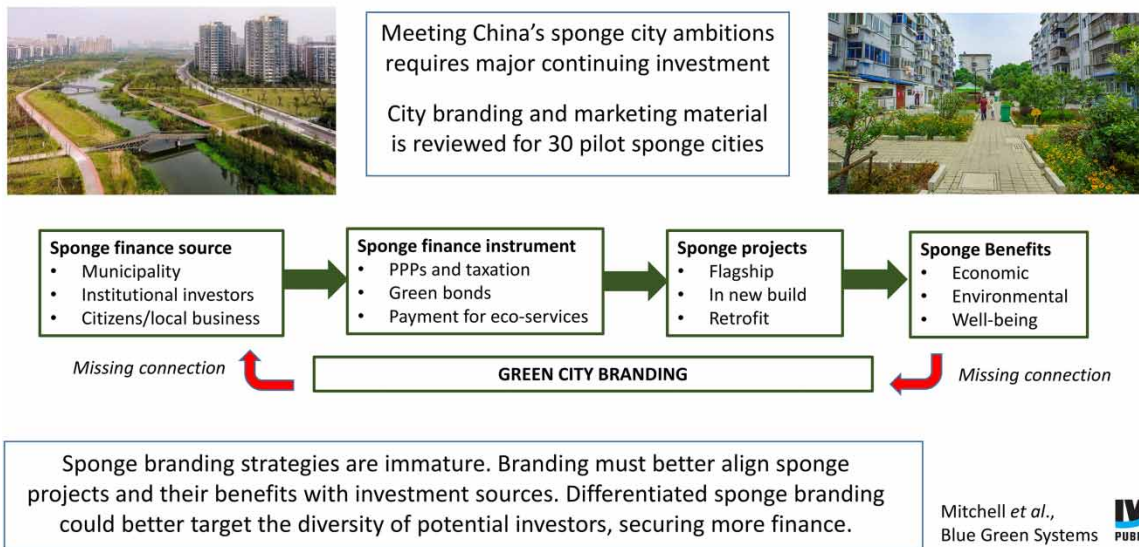 Meeting China's sponge city ambitions
requires major continuing investment
City branding and marketing material
is reviewed for 30 pilot sponge cities
Sponge finance source
• Municipality
• Institutional investors
• Citizens/local business
Sponge finance instrument
• PPPs and taxation
• Green bonds
• Payment for eco-services
Sponge projects
• Flagship
• In new build
• Retrofit
Sponge Benefits
• Economic
• Environmental
• Well-being
Missing connection
GREEN CITY BRANDING
Missing connection
Sponge branding strategies are immature. Branding must better align sponge
projects and their benefits with investment sources. Differentiated sponge branding
could better target the diversity of potential investors, securing more finance.
Mitchell et al.,
Blue Green Systems